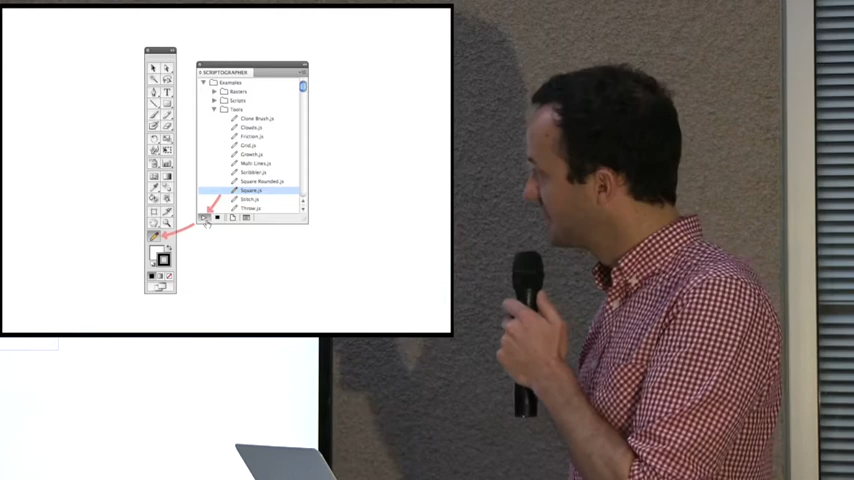 SCRIPTOGRAPHER
Examples
Rasters
Scripts
Tools
Clone Brush.js
Clouds.js
Friction.js
Grid.js
Growth.js
Multi Lines.js
Scribbler.js
Square Rounded.js
Square.js
Stitch.js
Throw.js
T